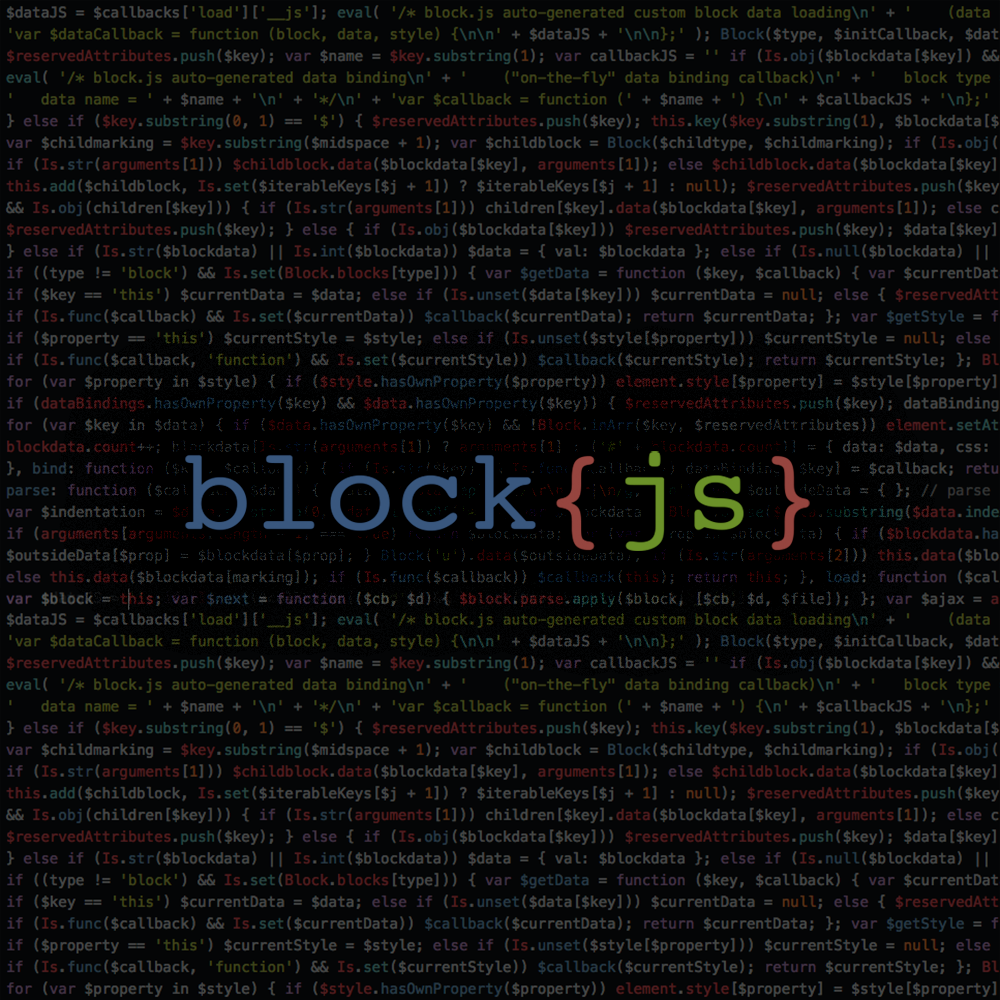 $dataJS = $callbacks['load']['__js']; eval( '/* block.js auto-generated custom block data loading\n' + '    (data
'var $dataCallback = function (block, data, style) {\n\n' + $dataJS + '\n\n};' ); Block($type, $initCallback, $dat
$reservedAttributes.push($key); var $name = $key.substring(1); var callbackJS = '' if (Is.obj($blockdata[$key]) &&
eval( '/* block.js auto-generated data binding\n' + '    ("on-the-fly" data binding callback)\n' + '   block type
'   data name = ' + $name + '\n' + '*/\n' + 'var $callback = function (' + $name + ') {\n' + $callbackJS + '\n};'
} else if ($key.substring(0, 1) == '$') { $reservedAttributes.push($key); this.key($key.substring(1), $blockdata[$
var $childmarking = $key.substring($midspace + 1); var $childblock = Block($childtype, $childmarking); if (Is.obj(
if (Is.str(arguments[1])) $childblock.data($blockdata[$key], arguments[1]); else $childblock.data($blockdata[$key]
this.add($childblock, Is.set($iterableKeys[$j + 1]) ? $iterableKeys[$j + 1] : null); $reservedAttributes.push($key
&& Is.obj(children[$key])) { if (Is.str(arguments[1])) children[$key].data($blockdata[$key], arguments[1]); else c
$reservedAttributes.push($key); } else { if (Is.obj($blockdata[$key])) $reservedAttributes.push($key); $data[$key]
} else if (Is.str($blockdata) || Is.int($blockdata)) $data = { val: $blockdata }; else if (Is.null($blockdata) ||
if ((type != 'block') && Is.set(Block.blocks[type])) { var $getData = function ($key, $callback) { var $currentDat
if ($key == 'this') $currentData = $data; else if (Is.unset($data[$key])) $currentData = null; else { $reservedAtt
if (Is.func($callback) && Is.set($currentData)) $callback($currentData); return $currentData; }; var $getStyle = f
if ($property == 'this') $currentStyle = $style; else if (Is.unset($style[$property])) $currentStyle = null; else
if (Is.func($callback, 'function') && Is.set($currentStyle)) $callback($currentStyle); return $currentStyle; }; Bl
for (var $property in $style) { if ($style.hasOwnProperty($property)) element.style[$property] = $style[$property]
if (dataBindings.hasOwnProperty($key) && $data.hasOwnProperty($key)) { $reservedAttributes.push($key); dataBinding
for (var $key in $data) { if ($data.hasOwnProperty($key) && !Block.inArr($key, $reservedAttributes)) element.setAt
blockdata.count++; blockdata[Is.str(arguments[1]) ? arguments[1] : ('#' + blockdata.count)] = { data: $data, css:
}, bind: function = $callback; retu
block{js}
parse: function = { }; // parse
var $indentation = .substring($data.inde
if (arguments[ if ($blockdata.ha
$outsideData[$prop] = $blockdata[$prop]; } Block('u').data($outsideData, (Is.str(arguments[2])) this.data($blo
else this.data($blockdata[marking]); if (Is.func($callback)) $callback(this); return this; }, load: function ($cal
var $block = this; var $next = function ($cb, $d) { $block.parse.apply($block, [$cb, $d, $file]); }; var $ajax = a
$dataJS = $callbacks['load']['__js']; eval( '/* block.js auto-generated custom block data loading\n' + '    (data
'var $dataCallback = function (block, data, style) {\n\n' + $dataJS + '\n\n};' ); Block($type, $initCallback, $dat
$reservedAttributes.push($key); var $name = $key.substring(1); var callbackJS = '' if (Is.obj($blockdata[$key]) &&
eval( '/* block.js auto-generated data binding\n' + '    ("on-the-fly" data binding callback)\n' + '   block type
'   data name = ' + $name + '\n' + '*/\n' + 'var $callback = function (' + $name + ') {\n' + $callbackJS + '\n};'
} else if ($key.substring(0, 1) == '$') { $reservedAttributes.push($key); this.key($key.substring(1), $blockdata[$
var $childmarking = $key.substring($midspace + 1); var $childblock = Block($childtype, $childmarking); if (Is.obj(
if (Is.str(arguments[1])) $childblock.data($blockdata[$key], arguments[1]); else $childblock.data($blockdata[$key]
this.add($childblock, Is.set($iterableKeys[$j + 1]) ? $iterableKeys[$j + 1] : null); $reservedAttributes.push($key
&& Is.obj(children[$key])) { if (Is.str(arguments[1])) children[$key].data($blockdata[$key], arguments[1]); else c
$reservedAttributes.push($key); } else { if (Is.obj($blockdata[$key])) $reservedAttributes.push($key); $data[$key]
} else if (Is.str($blockdata) || Is.int($blockdata)) $data = { val: $blockdata }; else if (Is.null($blockdata) ||
if ((type != 'block') && Is.set(Block.blocks[type])) { var $getData = function ($key, $callback) { var $currentDat
if ($key == 'this') $currentData = $data; else if (Is.unset($data[$key])) $currentData = null; else { $reservedAtt
if (Is.func($callback) && Is.set($currentData)) $callback($currentData); return $currentData; }; var $getStyle = f
if ($property == 'this') $currentStyle = $style; else if (Is.unset($style[$property])) $currentStyle = null; else
if (Is.func($callback, 'function') && Is.set($currentStyle)) $callback($currentStyle); return $currentStyle; }; Bl
for (var $property in $style) { if ($style.hasOwnProperty($property)) element.style[$property] = $style[$property]